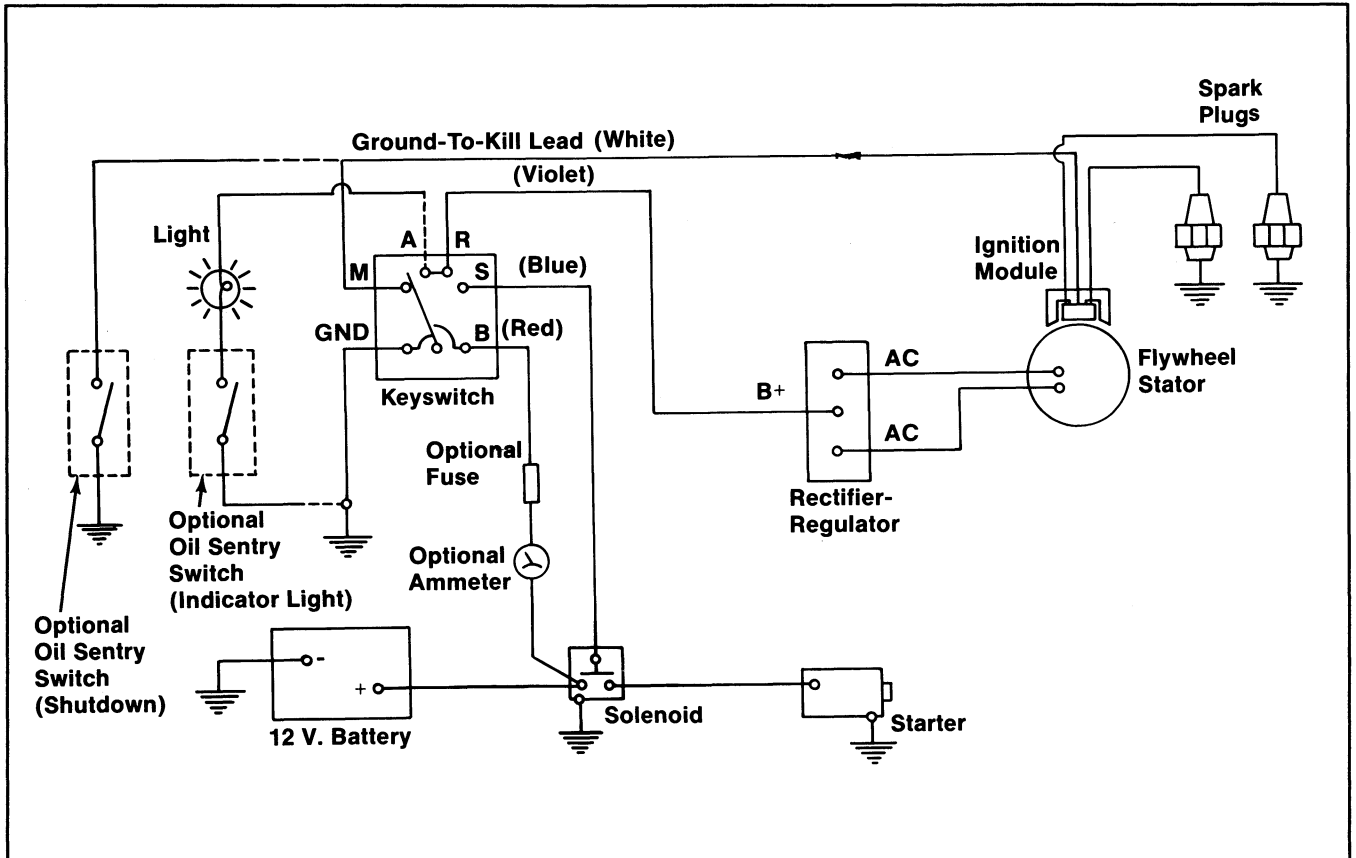 Spark
Plugs
Ground-To-Kill Lead (White)
(Violet)
Light
A
R
M
S
(Blue)
Ignition
Module
GND
B
(Red)
Keyswitch
AC
Flywheel
Stator
B+
AC
Optional
Fuse
Rectifier-
Regulator
Optional
Oil Sentry
Switch
(Indicator Light)
Optional
Ammeter
Optional
Oil Sentry
Switch
(Shutdown)
-
+
12 V. Battery
Solenoid
Starter